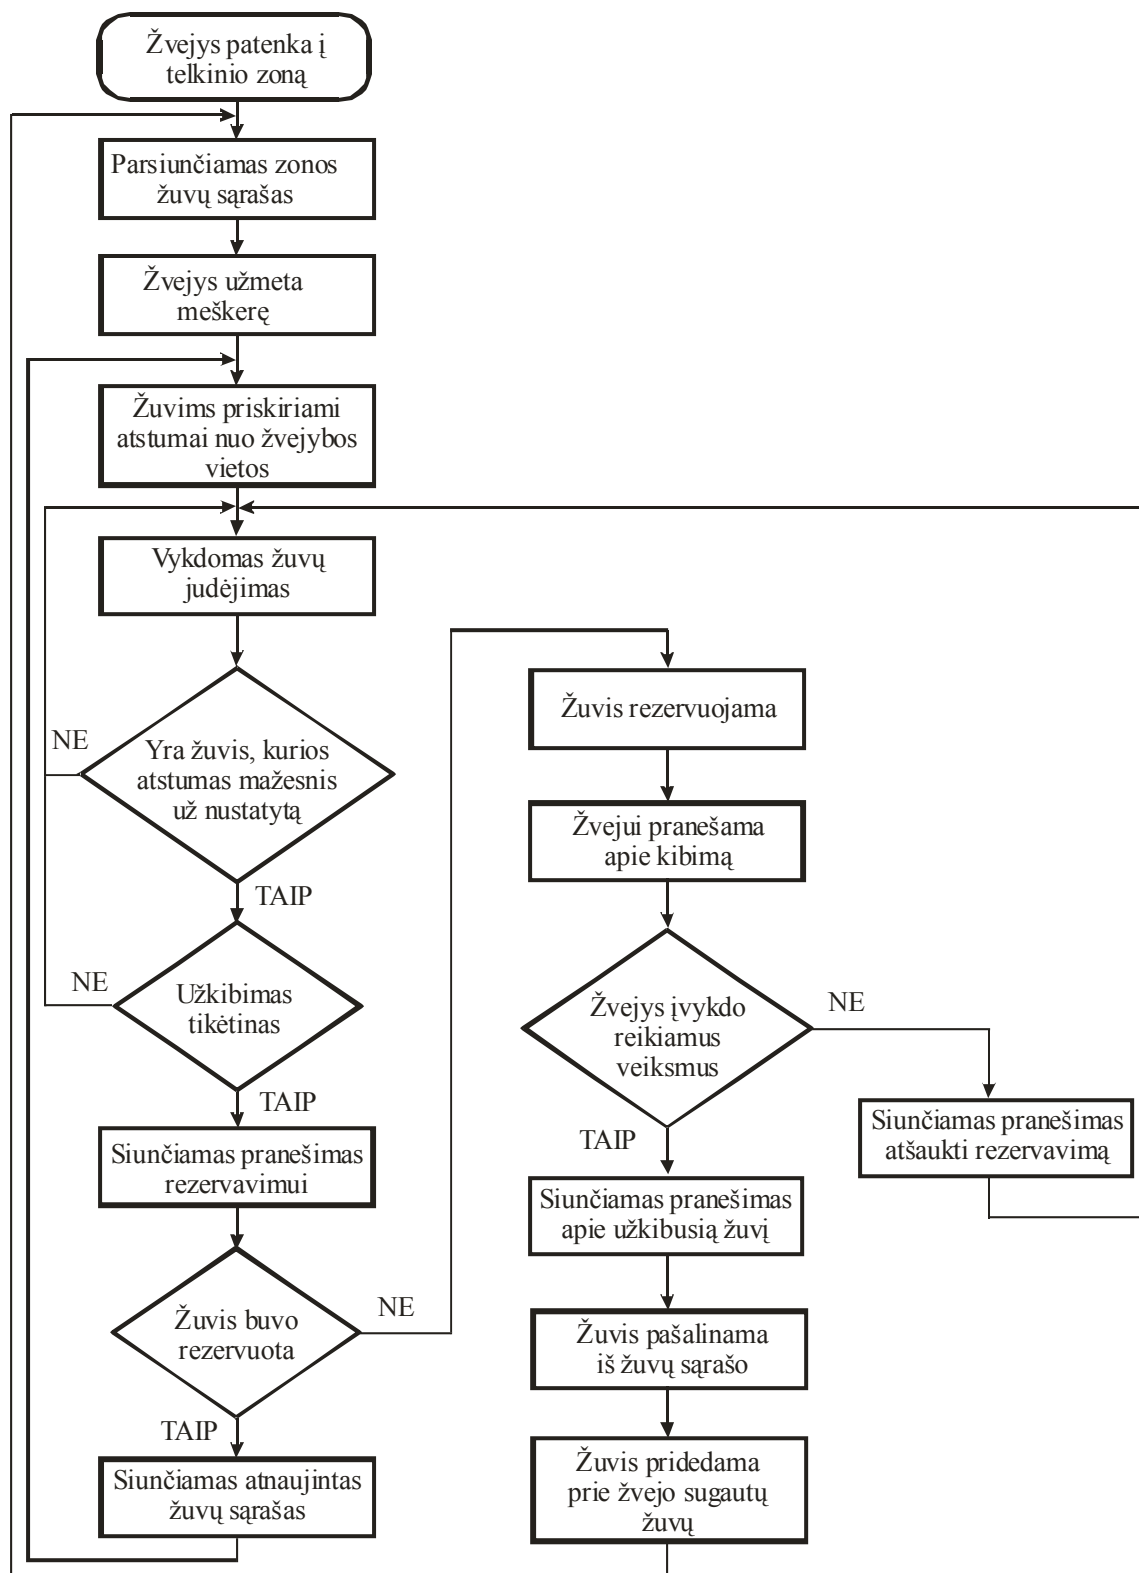 Žvejys patenka į
telkinio zoną
Parsiunčiamas zonos
žuvų sąrašas
Žvejys užmeta
meškerę
Žuvims priskiriami
atstumai nuo žvejybos
vietos
Vykdomas žuvų
judėjimas
NE
Yra žuvis, kurios
atstumas mažesnis
už nustatytą
TAIP
NE
Užkibimas
tikėtinas
TAIP
Siunčiamas pranešimas
rezervavimui
Žuvis buvo
rezervuota
NE
TAIP
Siunčiamas atnaujintas
žuvų sąrašas
Žuvis rezervuojama
Žvejui pranešama
apie kibimą
Žvejys įvykdo
reikiamus
veiksmus
NE
TAIP
Siunčiamas pranešimas
atšaukti rezervavimą
Siunčiamas pranešimas
apie užkibusią žuvį
Žuvis pašalinama
iš žuvų sąrašo
Žuvis pridedama
prie žvejo sugautų
žuvų